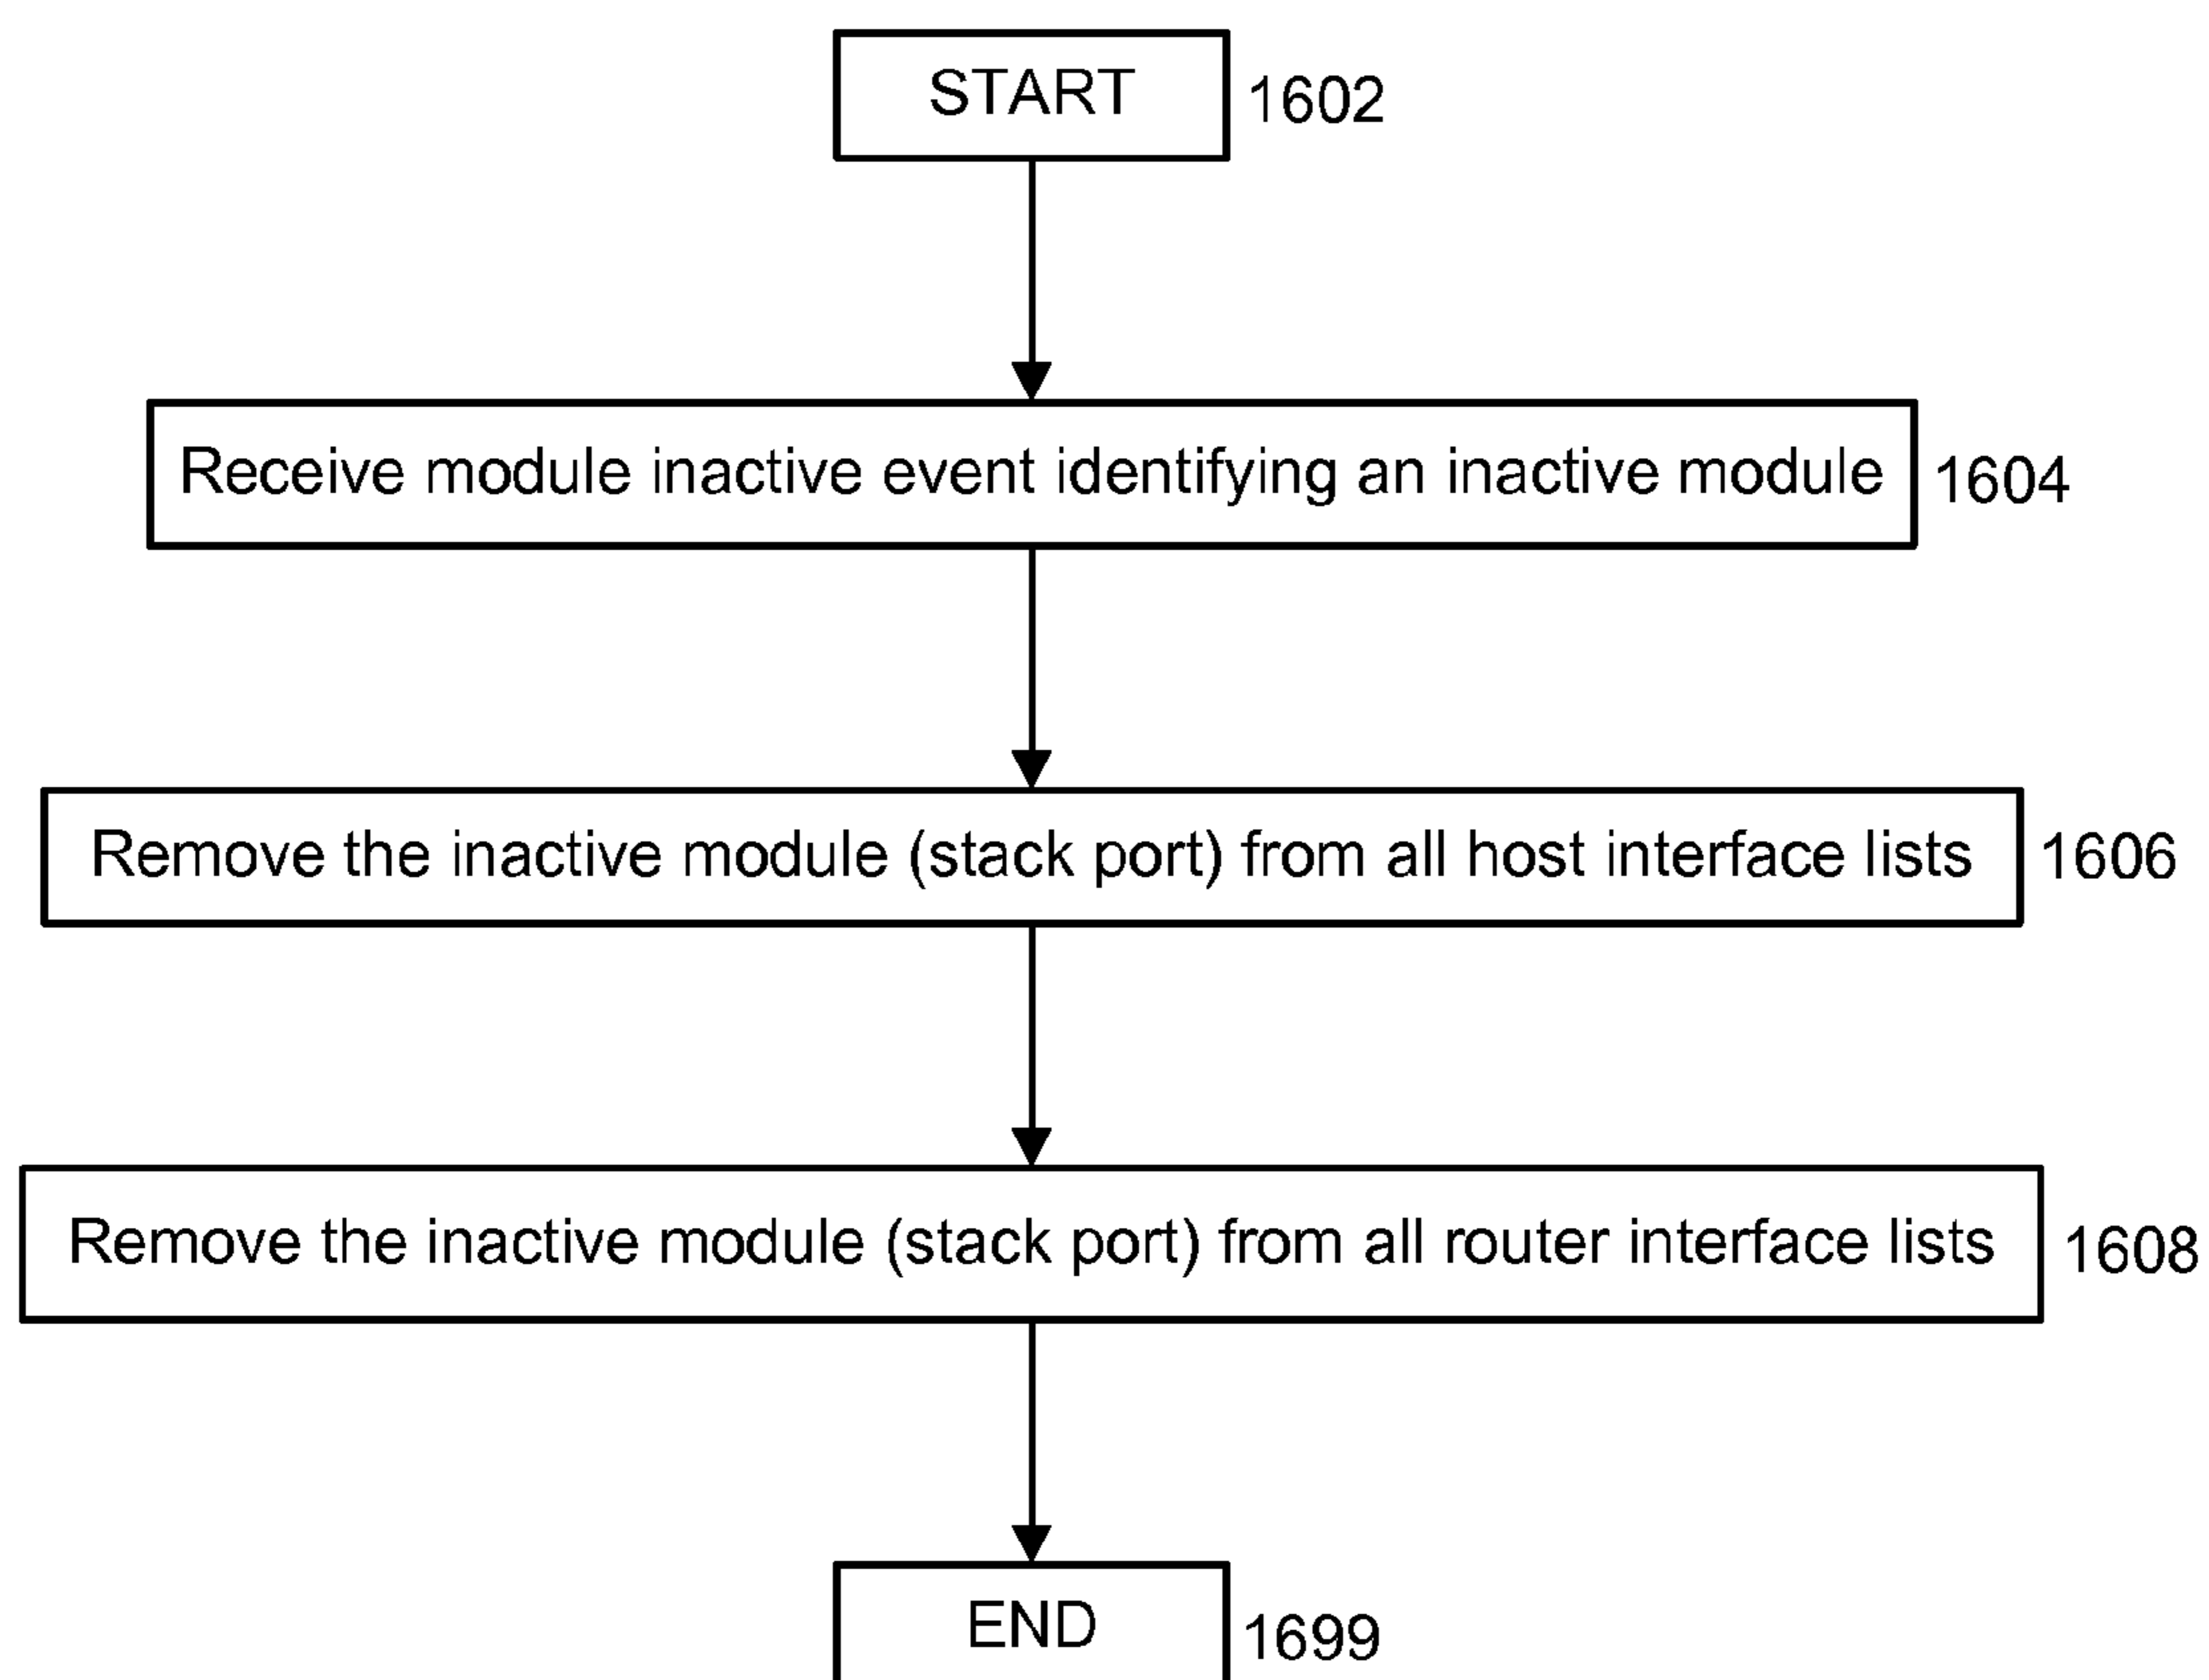 START 1602
Receive module inactive event identifying an inactive module 1604
Remove the inactive module (stack port) from all host interface lists 1606
Remove the inactive module (stack port) from all router interface lists 1608
END 1699